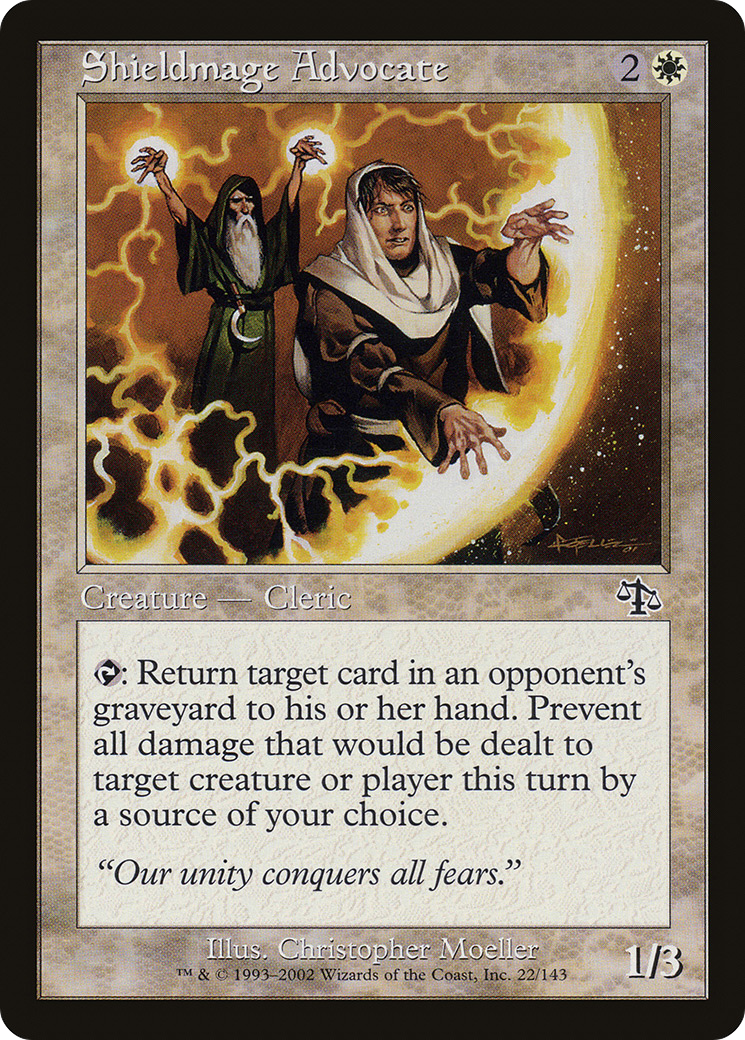 Shieldmage Advocate 2
Creature — Cleric
: Return target card in an opponent's
graveyard to his or her hand. Prevent
all damage that would be dealt to
target creature or player this turn by
a source of your choice.
“Our unity conquers all fears.”
Illus. Christopher Moeller
™ & © 1993–2002 Wizards of the Coast, Inc. 22/143
1/3